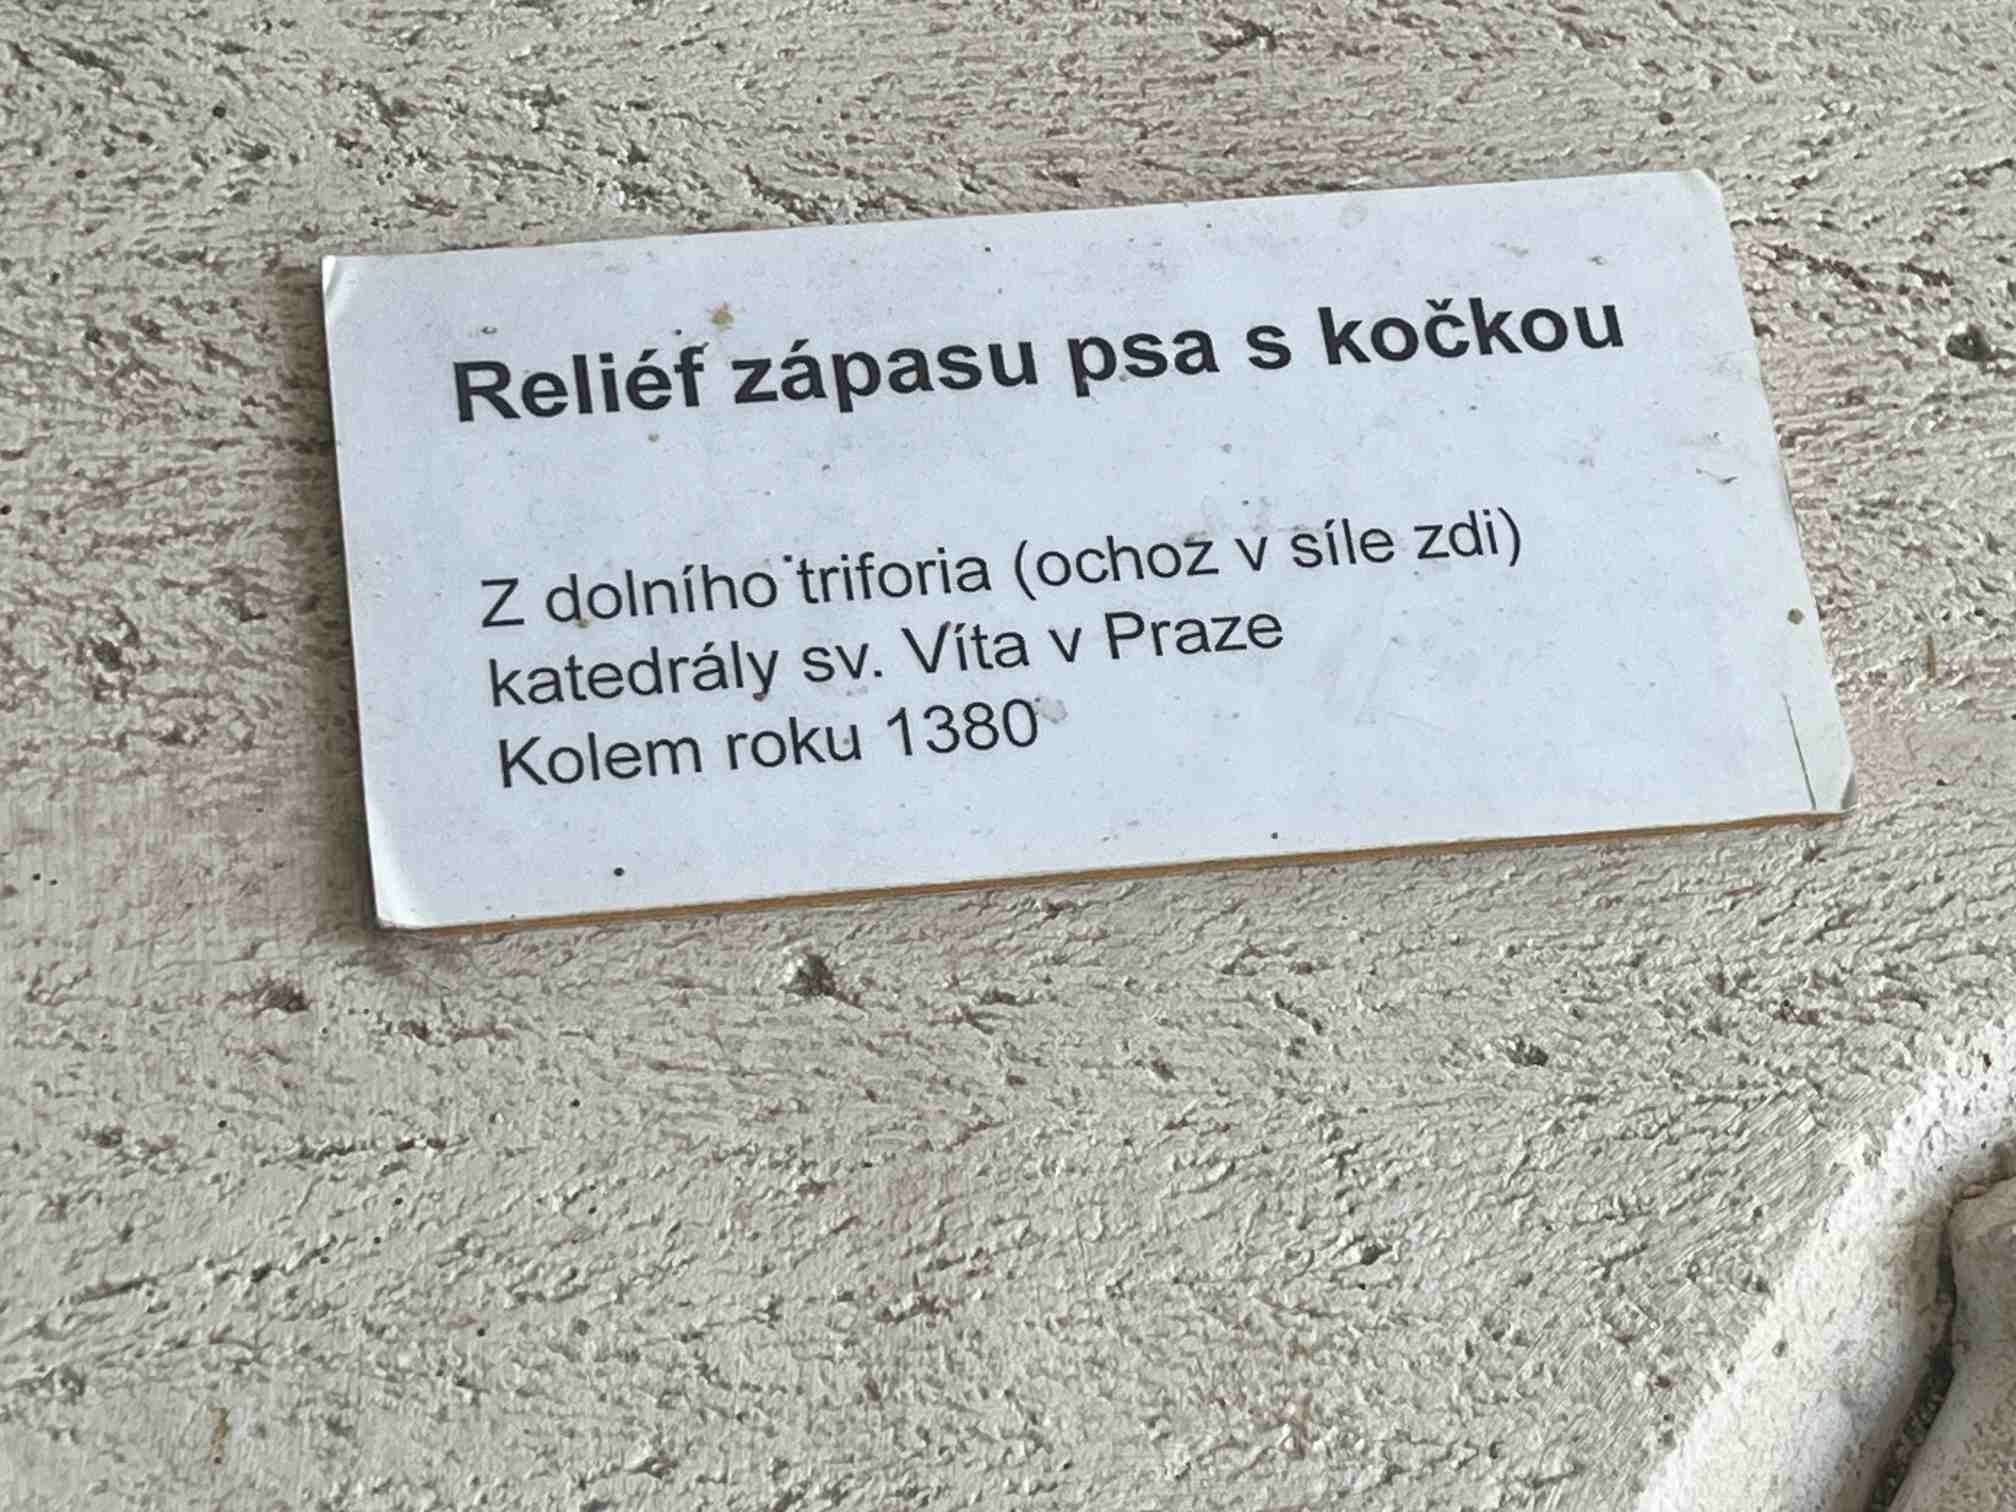 Reliéf zápasu psa s kočkou
Z dolního triforia (ochoz v síle zdi)
katedrály sv. Víta v Praze
Kolem roku 1380